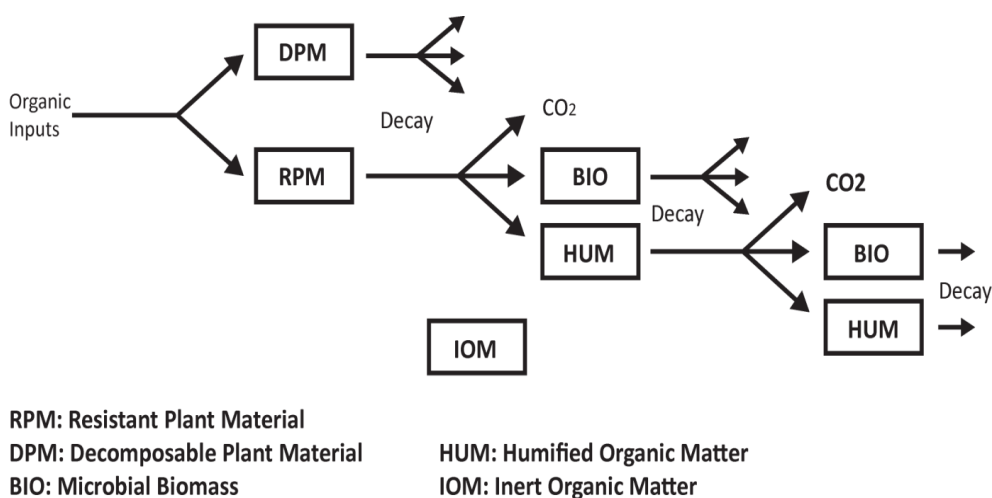 DPM
Organic
Inputs
Decay
CO2
RPM
BIO
Decay
CO2
HUM
BIO
Decay
HUM
IOM
RPM: Resistant Plant Material
DPM: Decomposable Plant Material
HUM: Humified Organic Matter
BIO: Microbial Biomass
IOM: Inert Organic Matter